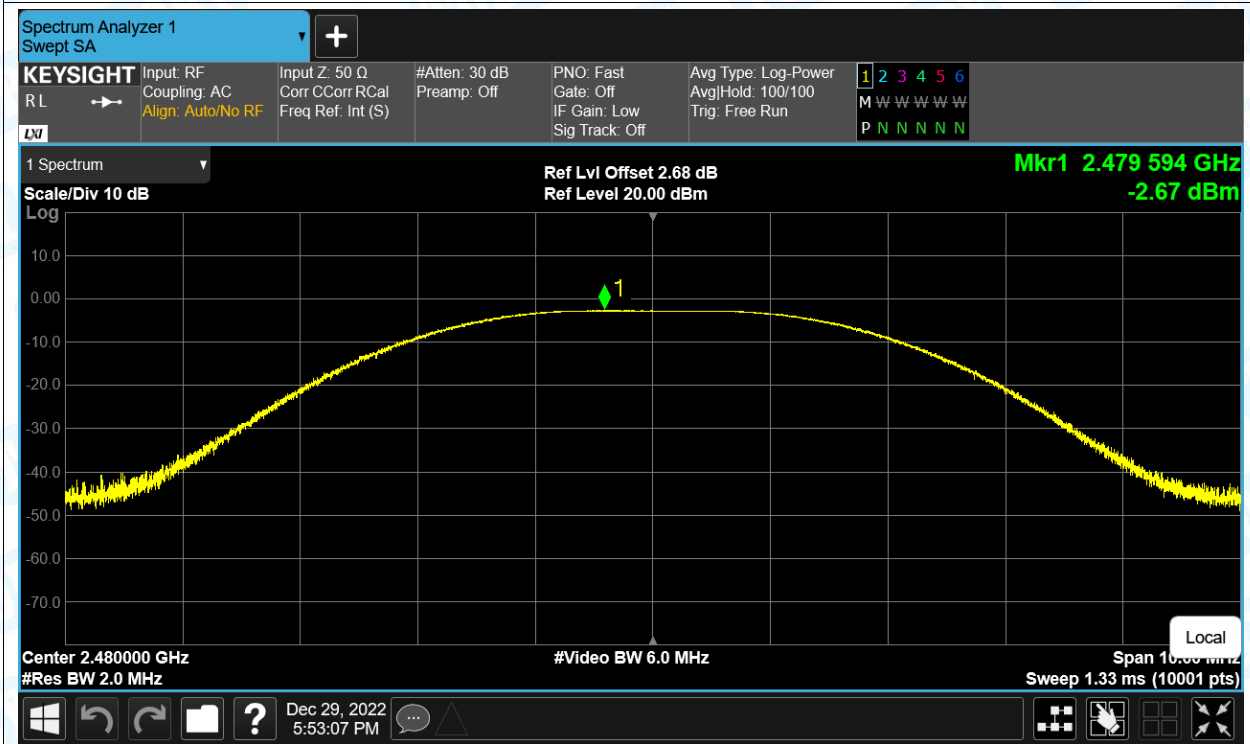 Spectrum Analyzer 1
Swept SA
KEYSIGHT
R L
LXI
Input: RF
Coupling: AC
Align: Auto/No RF
Input Z: 50 Ω
Corr CCorr RCal
Freq Ref: Int (S)
#Atten: 30 dB
Preamp: Off
PNO: Fast
Gate: Off
IF Gain: Low
Sig Track: Off
Avg Type: Log-Power
Avg|Hold: 100/100
Trig: Free Run
1 2 3 4 5 6
M W W W W W
P N N N N N
1 Spectrum
Scale/Div 10 dB
Log
Ref Lvl Offset 2.68 dB
Ref Level 20.00 dBm
Mkr1 2.479 594 GHz
-2.67 dBm
1
10.0
0.00
-10.0
-20.0
-30.0
-40.0
-50.0
-60.0
-70.0
Local
Center 2.480000 GHz
#Video BW 6.0 MHz
Span 10.00 MHz
#Res BW 2.0 MHz
Sweep 1.33 ms (10001 pts)
?
Dec 29, 2022
5:53:07 PM